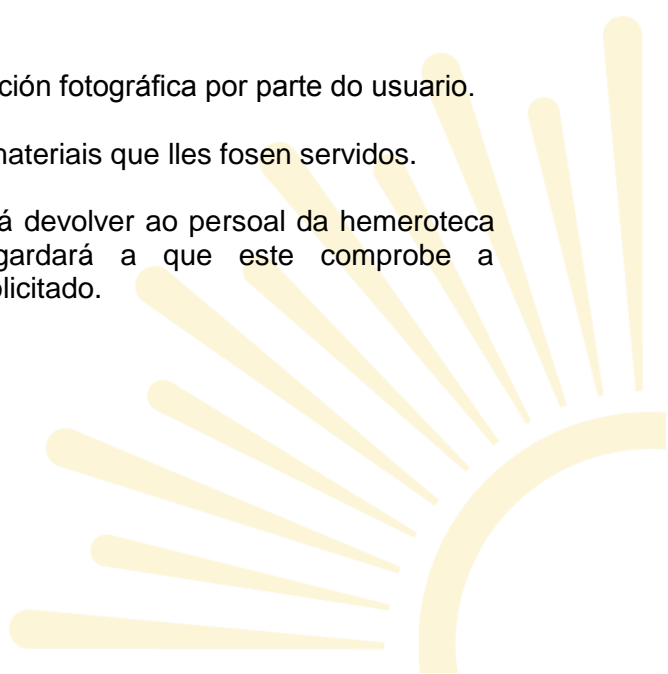 ción fotográfica por parte do usuario.
nateriais que lles fosen servidos.
á devolver ao persoal da hemeroteca
gardará a que este comprobe a
olicitado.